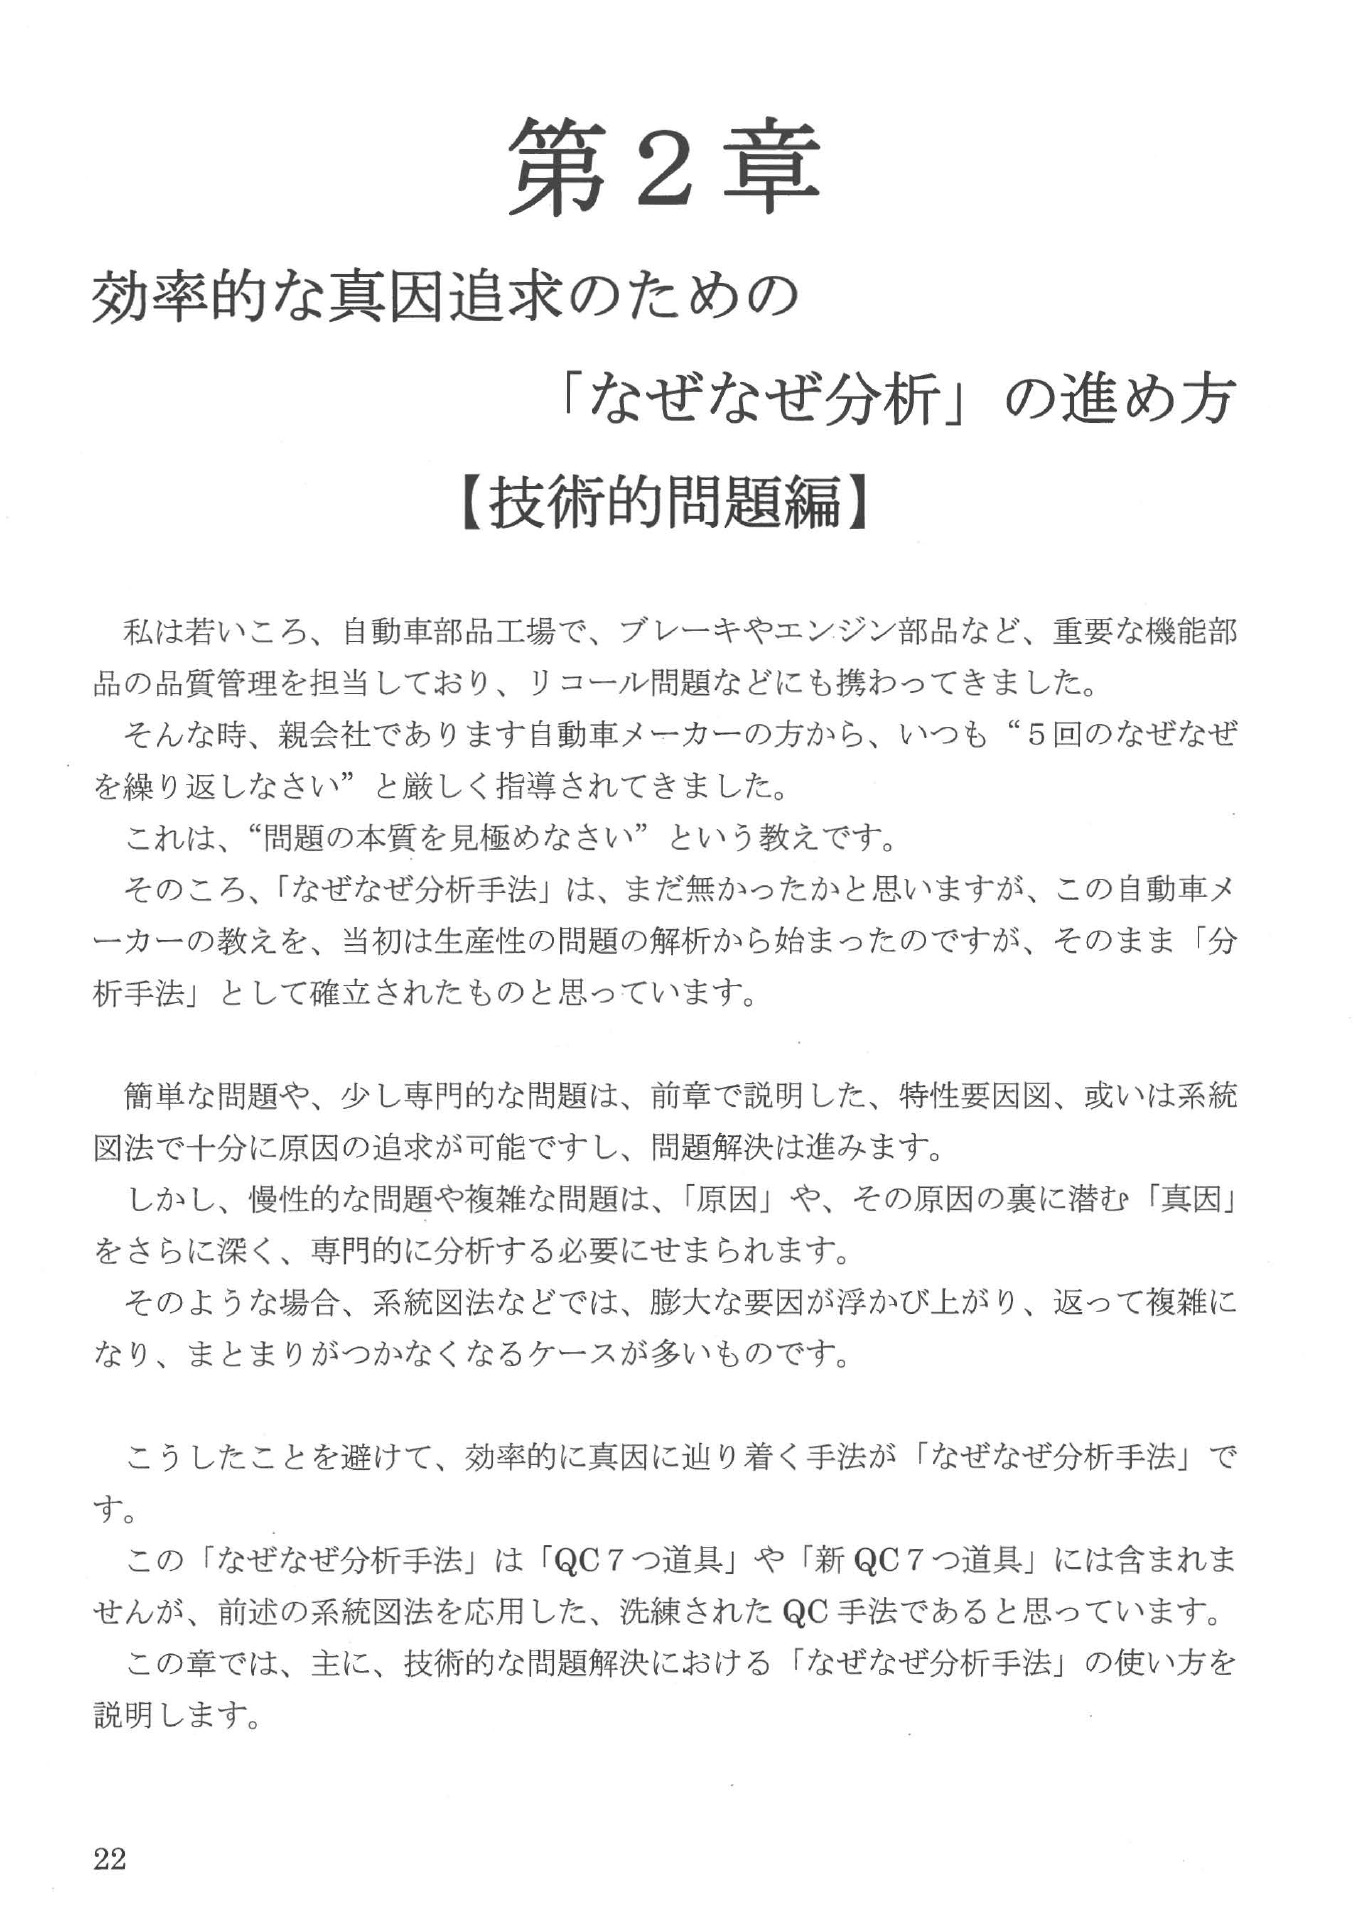 第２章
効率的な真因追求のための
「なぜなぜ分析」の進め方
【技術的問題編】
私は若いころ、自動車部品工場で、ブレーキやエンジン部品など、重要な機能部
品の品質管理を担当しており、リコール問題などにも携わってきました。
そんな時、親会社であります自動車メーカーの方から、いつも“５回のなぜなぜ
を繰り返しなさい”と厳しく指導されてきました。
これは、“問題の本質を見極めなさい”という教えです。
そのころ、「なぜなぜ分析手法」は、まだ無かったかと思いますが、この自動車メ
ーカーの教えを、当初は生産性の問題の解析から始まったのですが、そのまま「分
析手法」として確立されたものと思っています。
簡単な問題や、少し専門的な問題は、前章で説明した、特性要因図、或いは系統
図法で十分に原因の追求が可能ですし、問題解決は進みます。
しかし、慢性的な問題や複雑な問題は、「原因」や、その原因の裏に潜む「真因」
をさらに深く、専門的に分析する必要にせまられます。
そのような場合、系統図法などでは、膨大な要因が浮かび上がり、返って複雑に
なり、まとまりがつかなくなるケースが多いものです。
こうしたことを避けて、効率的に真因に辿り着く手法が「なぜなぜ分析手法」で
す。
この「なぜなぜ分析手法」は「QC７つ道具」や「新 QC７つ道具」には含まれま
せんが、前述の系統図法を応用した、洗練された QC 手法であると思っています。
この章では、主に、技術的な問題解決における「なぜなぜ分析手法」の使い方を
説明します。
22